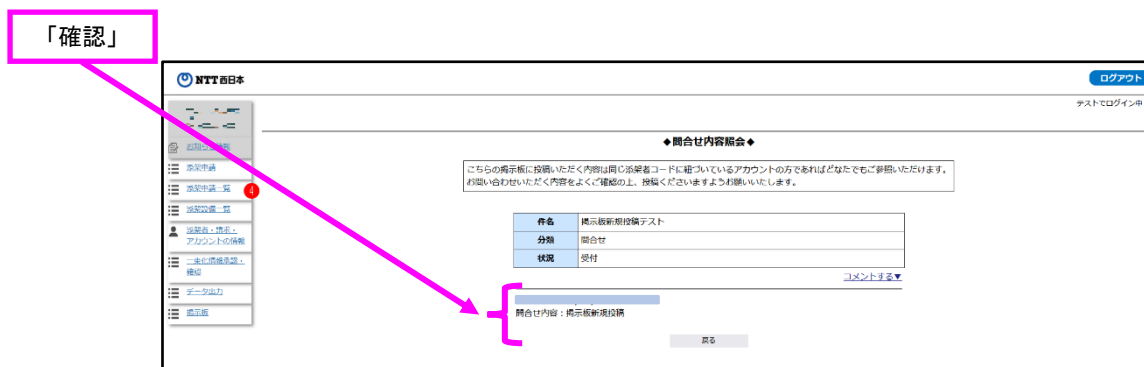 「確認」
NTT西日本
ログアウト
テストでログイン中
お知らせ情報
添架申請
添架申請一覧
4
添架設備一覧
添架者・請求・
アカウントの情報
一束化情報承認・
確認
データ出力
掲示板
◆問合せ内容照会◆
こちらの掲示板に投稿いただく内容は同じ添架者コードに紐づいているアカウントの方であればどなたでもご参照いただけます。
お問い合わせいただく内容をよくご確認の上、投稿くださいますようお願いいたします。
件名 掲示板新規投稿テスト
分類 問合せ
状況 受付
コメントする▼
問合せ内容：掲示板新規投稿
戻る